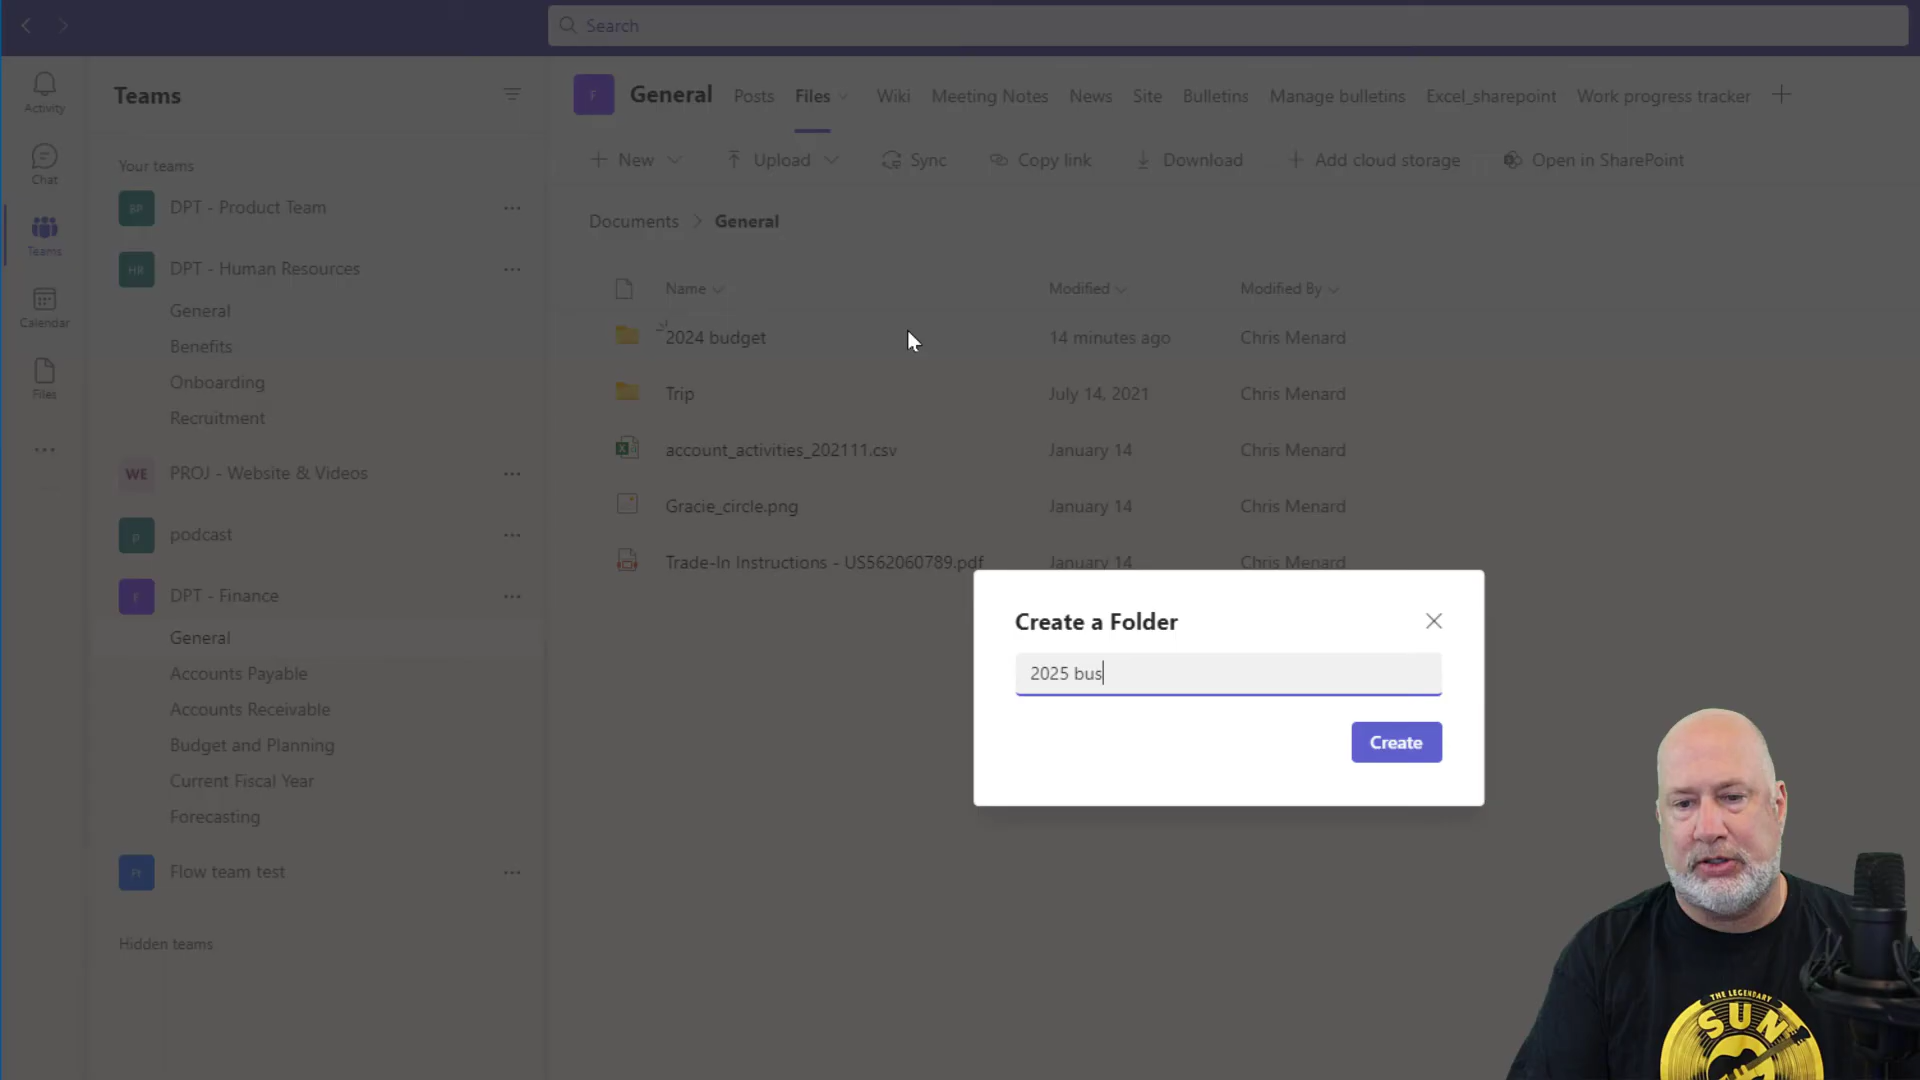 Search
Activity
Chat
Teams
Calendar
Files
Teams
Your teams
BP DPT - Product Team
HR DPT - Human Resources
General
Benefits
Onboarding
Recruitment
WE PROJ - Website & Videos
p podcast
F DPT - Finance
General
Accounts Payable
Accounts Receivable
Budget and Planning
Current Fiscal Year
Forecasting
Flow team test
Hidden teams
F General Posts Files Wiki Meeting Notes News Site Bulletins Manage bulletins Excel_sharepoint Work progress tracker
New Upload Sync Copy link Download Add cloud storage Open in SharePoint
Documents > General
Name Modified Modified By
2024 budget 14 minutes ago Chris Menard
Trip July 14, 2021 Chris Menard
account_activities_202111.csv January 14 Chris Menard
Gracie_circle.png January 14 Chris Menard
Trade-In Instructions - US562060789.pdf January 14 Chris Menard
Create a Folder
2025 bus
Create
THE LEGENDARY
SUN